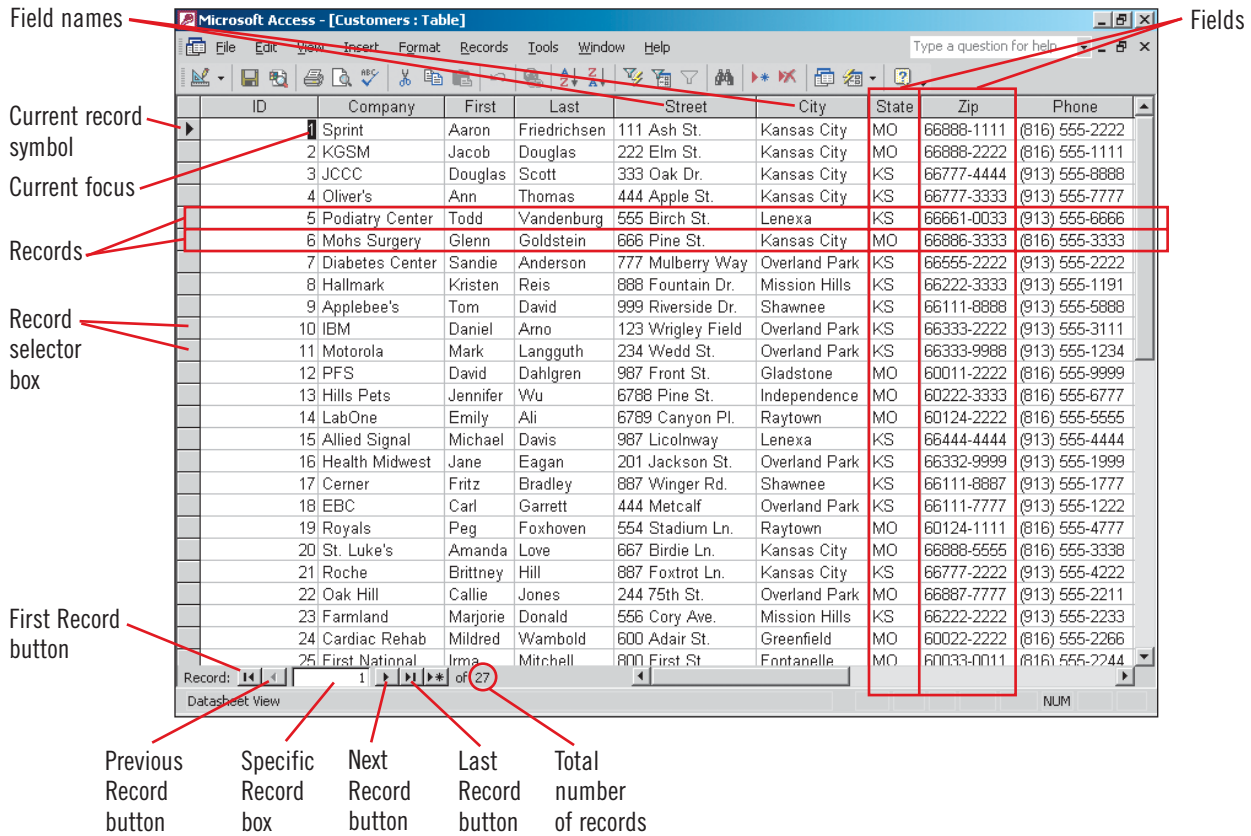 Field names
Fields
Microsoft Access - [Customers : Table]
File Edit View Insert Format Records Tools Window Help Type a question for help
ID Company First Last Street City State Zip Phone
Current record symbol
Current focus
Records
Record selector box
First Record button
1 Sprint Aaron Friedrichsen 111 Ash St. Kansas City MO 66888-1111 (816) 555-2222
2 KGSM Jacob Douglas 222 Elm St. Kansas City MO 66888-2222 (816) 555-1111
3 JCCC Douglas Scott 333 Oak Dr. Kansas City KS 66777-4444 (913) 555-8888
4 Oliver's Ann Thomas 444 Apple St. Kansas City KS 66777-3333 (913) 555-7777
5 Podiatry Center Todd Vandenburg 555 Birch St. Lenexa KS 66661-0033 (913) 555-6666
6 Mohs Surgery Glenn Goldstein 666 Pine St. Kansas City MO 66886-3333 (816) 555-3333
7 Diabetes Center Sandie Anderson 777 Mulberry Way Overland Park KS 66555-2222 (913) 555-2222
8 Hallmark Kristen Reis 888 Fountain Dr. Mission Hills KS 66222-3333 (913) 555-1191
9 Applebee's Tom David 999 Riverside Dr. Shawnee KS 66111-8888 (913) 555-5888
10 IBM Daniel Arno 123 Wrigley Field Overland Park KS 66333-2222 (913) 555-3111
11 Motorola Mark Langguth 234 Wedd St. Overland Park KS 66333-9988 (913) 555-1234
12 PFS David Dahlgren 987 Front St. Gladstone MO 60011-2222 (816) 555-9999
13 Hills Pets Jennifer Wu 6788 Pine St. Independence MO 60222-3333 (816) 555-6777
14 LabOne Emily Ali 6789 Canyon Pl. Raytown MO 60124-2222 (816) 555-5555
15 Allied Signal Michael Davis 987 Licolnway Lenexa KS 66444-4444 (913) 555-4444
16 Health Midwest Jane Eagan 201 Jackson St. Overland Park KS 66332-9999 (913) 555-1999
17 Cerner Fritz Bradley 887 Winger Rd. Shawnee KS 66111-8887 (913) 555-1777
18 EBC Carl Garrett 444 Metcalf Overland Park KS 66111-7777 (913) 555-1222
19 Royals Peg Foxhoven 554 Stadium Ln. Raytown MO 60124-1111 (816) 555-4777
20 St. Luke's Amanda Love 667 Birdie Ln. Kansas City MO 66888-5555 (816) 555-3338
21 Roche Brittney Hill 887 Foxtrot Ln. Kansas City KS 66777-2222 (913) 555-4222
22 Oak Hill Callie Jones 244 75th St. Overland Park MO 66887-7777 (913) 555-2211
23 Farmland Marjorie Donald 556 Cory Ave. Mission Hills KS 66222-2222 (913) 555-2233
24 Cardiac Rehab Mildred Wambold 600 Adair St. Greenfield MO 60022-2222 (816) 555-2266
25 First National Irma Mitchell 800 First St Fontanelle MO 60033-0011 (816) 555-2244
Record: 1 of 27
Datasheet View NUM
Previous Record button
Specific Record box
Next Record button
Last Record button
Total number of records